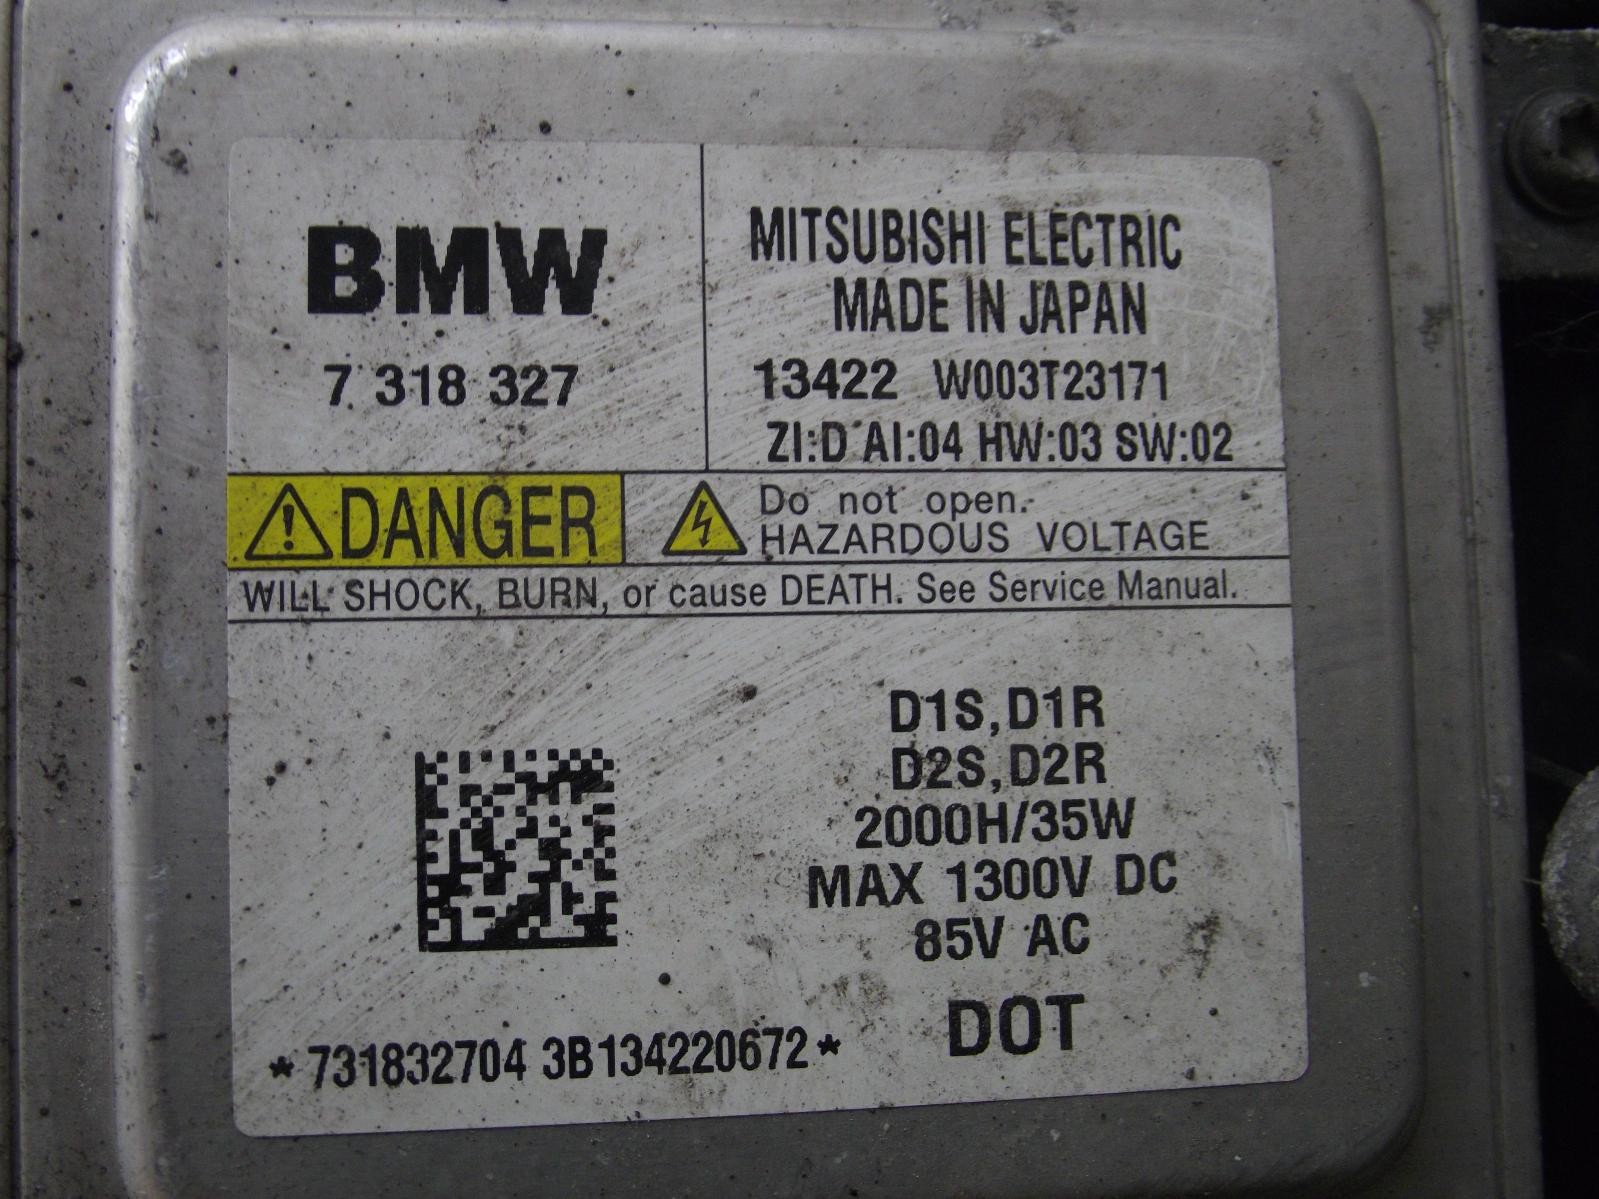 BMW
7 318 327
MITSUBISHI ELECTRIC
MADE IN JAPAN
13422 W003T23171
ZI:D AI:04 HW:03 SW:02
DANGER
Do not open.
HAZARDOUS VOLTAGE
WILL SHOCK, BURN, or cause DEATH. See Service Manual.
D1S,D1R
D2S,D2R
2000H/35W
MAX 1300V DC
85V AC
DOT
*731832704 3B134220672*